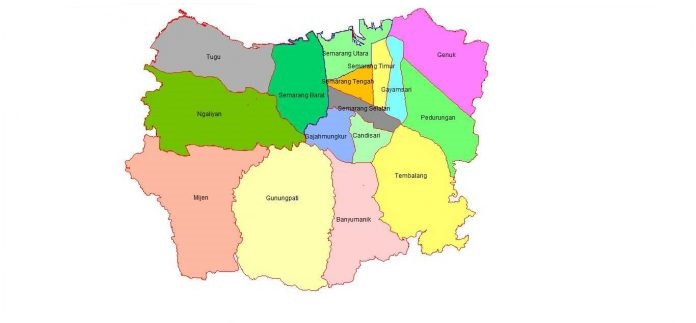 Tugu
Semarang Utara
Genuk
Semarang Timur
Semarang Tengah
Gayamsari
Semarang Barat
Semarang Selatan
Ngaliyan
Pedurungan
Gajahmungkur
Candisari
Tembalang
Mijen
Gunungpati
Banyumanik